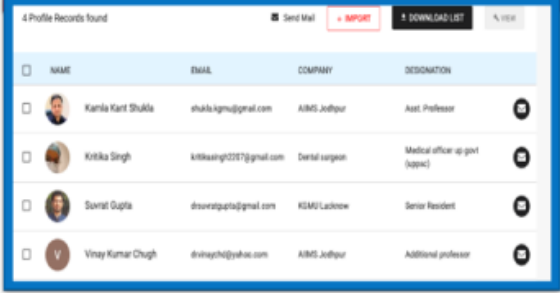 4 Profile Records found
Send Mail
+ IMPORT
DOWNLOAD LIST
VIEW
NAME EMAIL COMPANY DESIGNATION
Kamla Kant Shukla shukla.kgmu@gmail.com AIIMS Jodhpur Asst. Professor
Kritika Singh kritikasingh2207@gmail.com Dental surgeon Medical officer up govt
(uppsc)
Suvrat Gupta drsuvratgupta@gmail.com KGMU Lucknow Senior Resident
V Vinay Kumar Chugh drvinaychd@yahoo.com AIIMS Jodhpur Additional professor